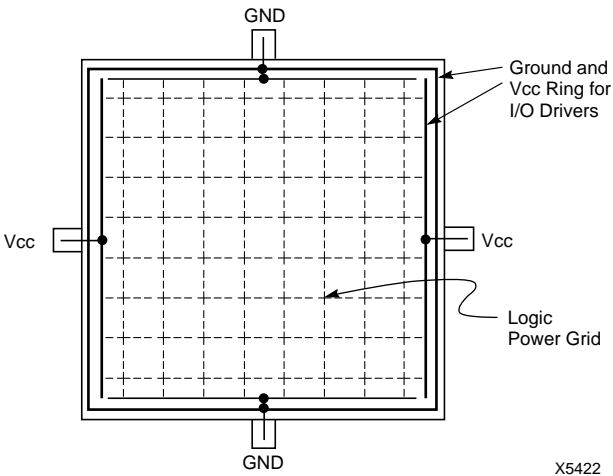 GND
Ground and
Vcc Ring for
I/O Drivers
Vcc
Vcc
Logic
Power Grid
GND
X5422